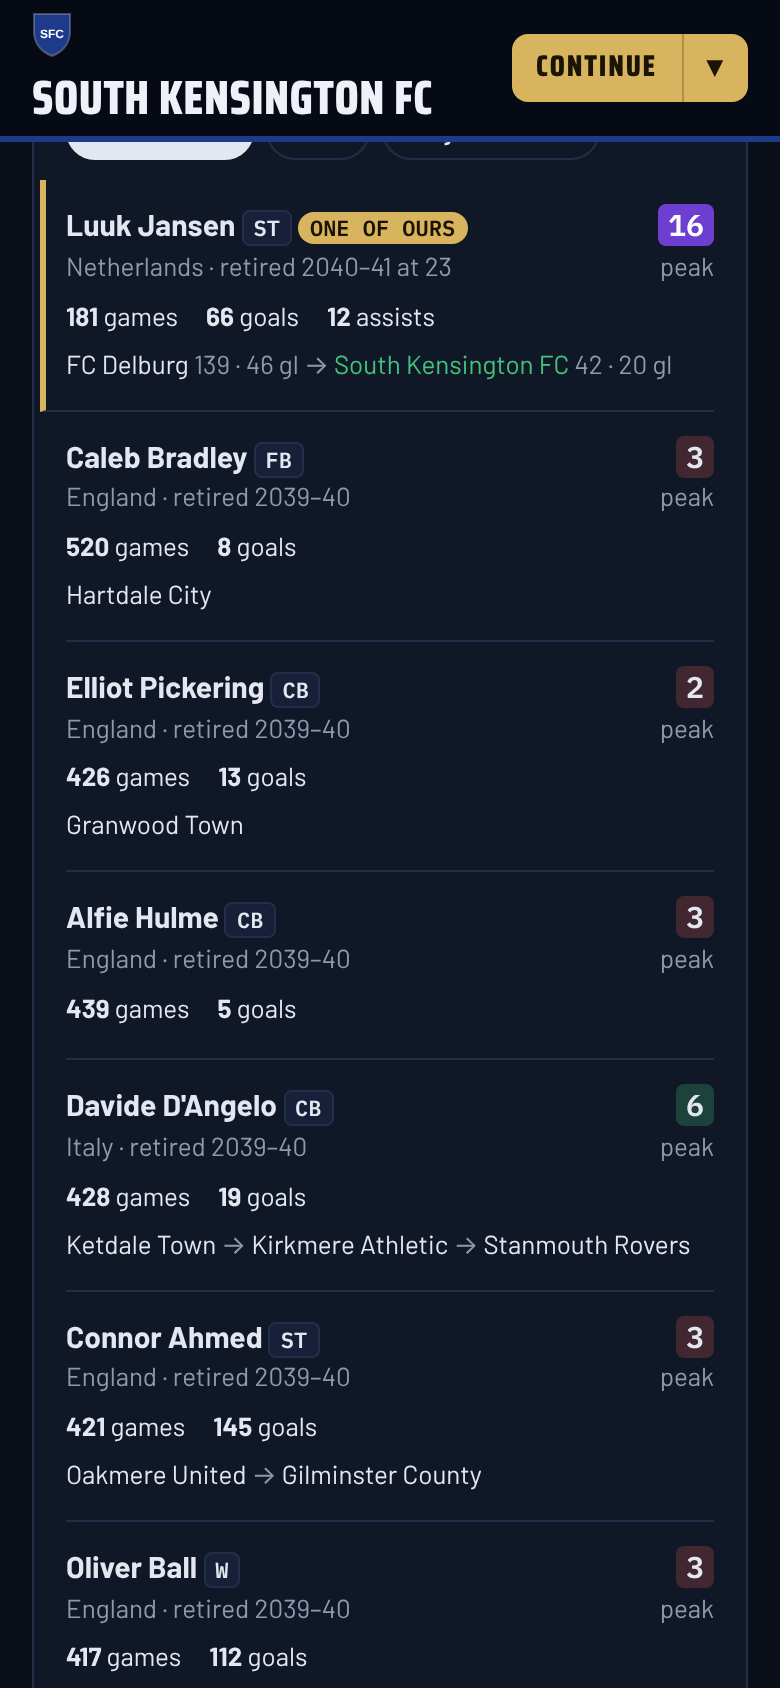 SFC
SOUTH KENSINGTON FC
CONTINUE ▼
Luuk Jansen ST ONE OF OURS 16
Netherlands · retired 2040–41 at 23 peak
181 games 66 goals 12 assists
FC Delburg 139 · 46 gl → South Kensington FC 42 · 20 gl
Caleb Bradley FB 3
England · retired 2039–40 peak
520 games 8 goals
Hartdale City
Elliot Pickering CB 2
England · retired 2039–40 peak
426 games 13 goals
Granwood Town
Alfie Hulme CB 3
England · retired 2039–40 peak
439 games 5 goals
Davide D'Angelo CB 6
Italy · retired 2039–40 peak
428 games 19 goals
Ketdale Town → Kirkmere Athletic → Stanmouth Rovers
Connor Ahmed ST 3
England · retired 2039–40 peak
421 games 145 goals
Oakmere United → Gilminster County
Oliver Ball W 3
England · retired 2039–40 peak
417 games 112 goals